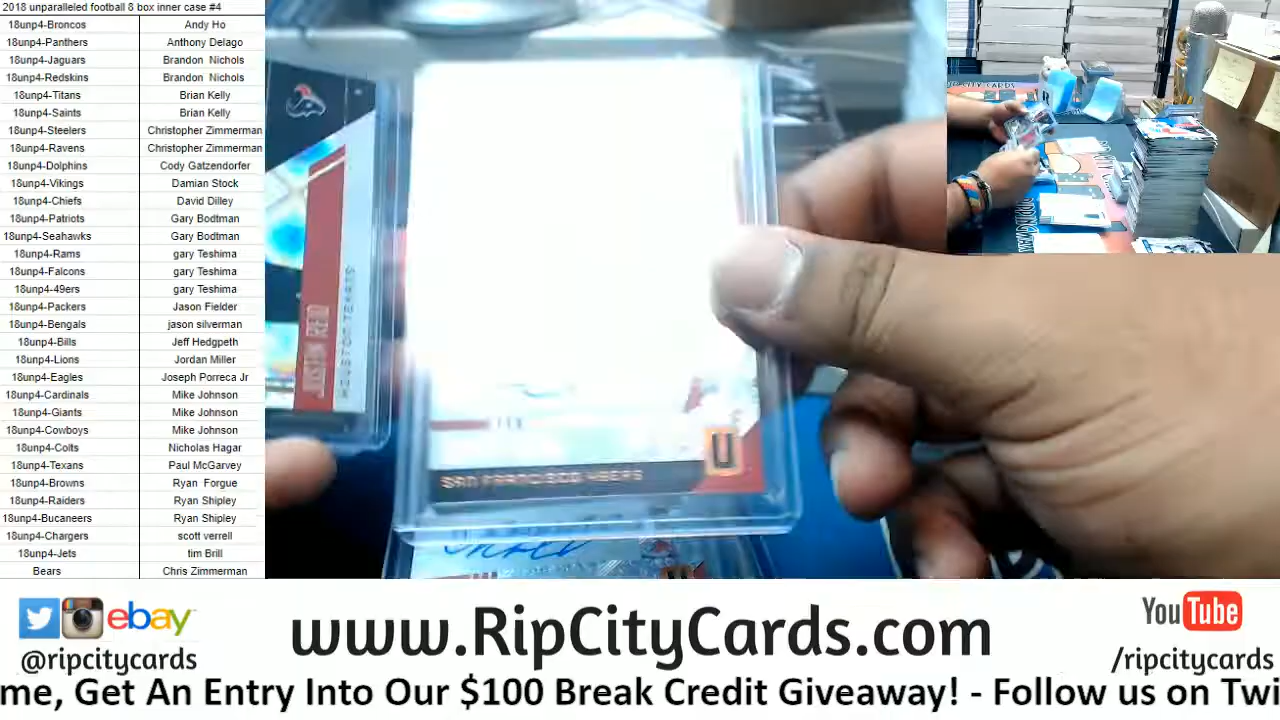 2018 unparalleled football 8 box inner case #4
18unp4-Broncos Andy Ho
18unp4-Panthers Anthony Delago
18unp4-Jaguars Brandon Nichols
18unp4-Redskins Brandon Nichols
18unp4-Titans Brian Kelly
18unp4-Saints Brian Kelly
18unp4-Steelers Christopher Zimmerman
18unp4-Ravens Christopher Zimmerman
18unp4-Dolphins Cody Gatzendorfer
18unp4-Vikings Damian Stock
18unp4-Chiefs David Dilley
18unp4-Patriots Gary Bodtman
18unp4-Seahawks Gary Bodtman
18unp4-Rams gary Teshima
18unp4-Falcons gary Teshima
18unp4-49ers gary Teshima
18unp4-Packers Jason Fielder
18unp4-Bengals jason silverman
18unp4-Bills Jeff Hedgpeth
18unp4-Lions Jordan Miller
18unp4-Eagles Joseph Porreca Jr
18unp4-Cardinals Mike Johnson
18unp4-Giants Mike Johnson
18unp4-Cowboys Mike Johnson
18unp4-Colts Nicholas Hagar
18unp4-Texans Paul McGarvey
18unp4-Browns Ryan Forgue
18unp4-Raiders Ryan Shipley
18unp4-Bucaneers Ryan Shipley
18unp4-Chargers scott verrell
18unp4-Jets tim Brill
Bears Chris Zimmerman
JUSTIN REID
HOUSTON TEXANS
U
SAN FRANCISCO 49ERS
ebay
@ripcitycards
www.RipCityCards.com
YouTube
/ripcitycards
me, Get An Entry Into Our $100 Break Credit Giveaway! - Follow us on Twi